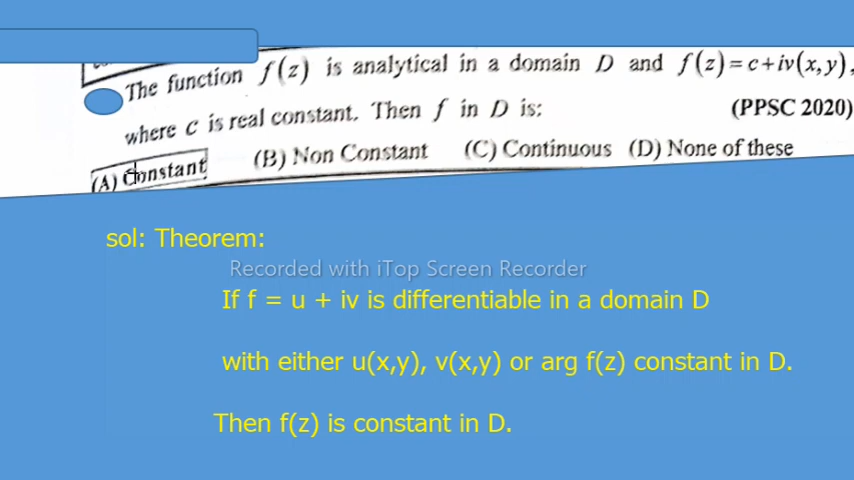 The function f(z) is analytical in a domain D and f(z) = c + iv(x, y),
where c is real constant. Then f in D is: (PPSC 2020)
(A) Constant (B) Non Constant (C) Continuous (D) None of these
sol: Theorem:
Recorded with iTop Screen Recorder
If f = u + iv is differentiable in a domain D
with either u(x,y), v(x,y) or arg f(z) constant in D.
Then f(z) is constant in D.